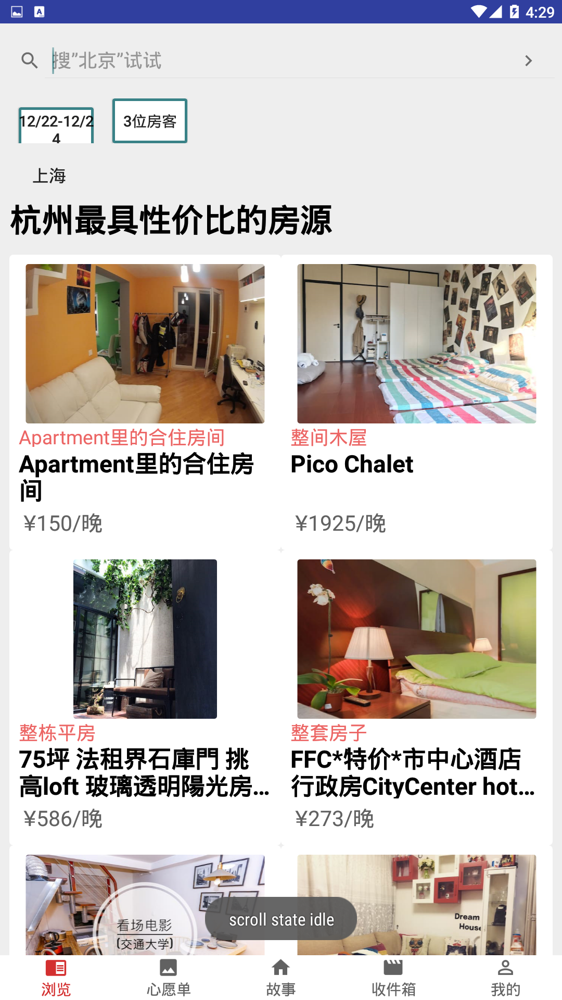 4:29
搜”北京”试试
12/22-12/2
4
3位房客
上海
杭州最具性价比的房源
Apartment里的合住房间
Apartment里的合住房
间
¥150/晚
整间木屋
Pico Chalet
¥1925/晚
整栋平房
75坪 法租界石庫門 挑
高loft 玻璃透明陽光房...
¥586/晚
整套房子
FFC*特价*市中心酒店
行政房CityCenter hot...
¥273/晚
看场电影
(交通大学)
Dream
House
scroll state idle
浏览
心愿单
故事
收件箱
我的